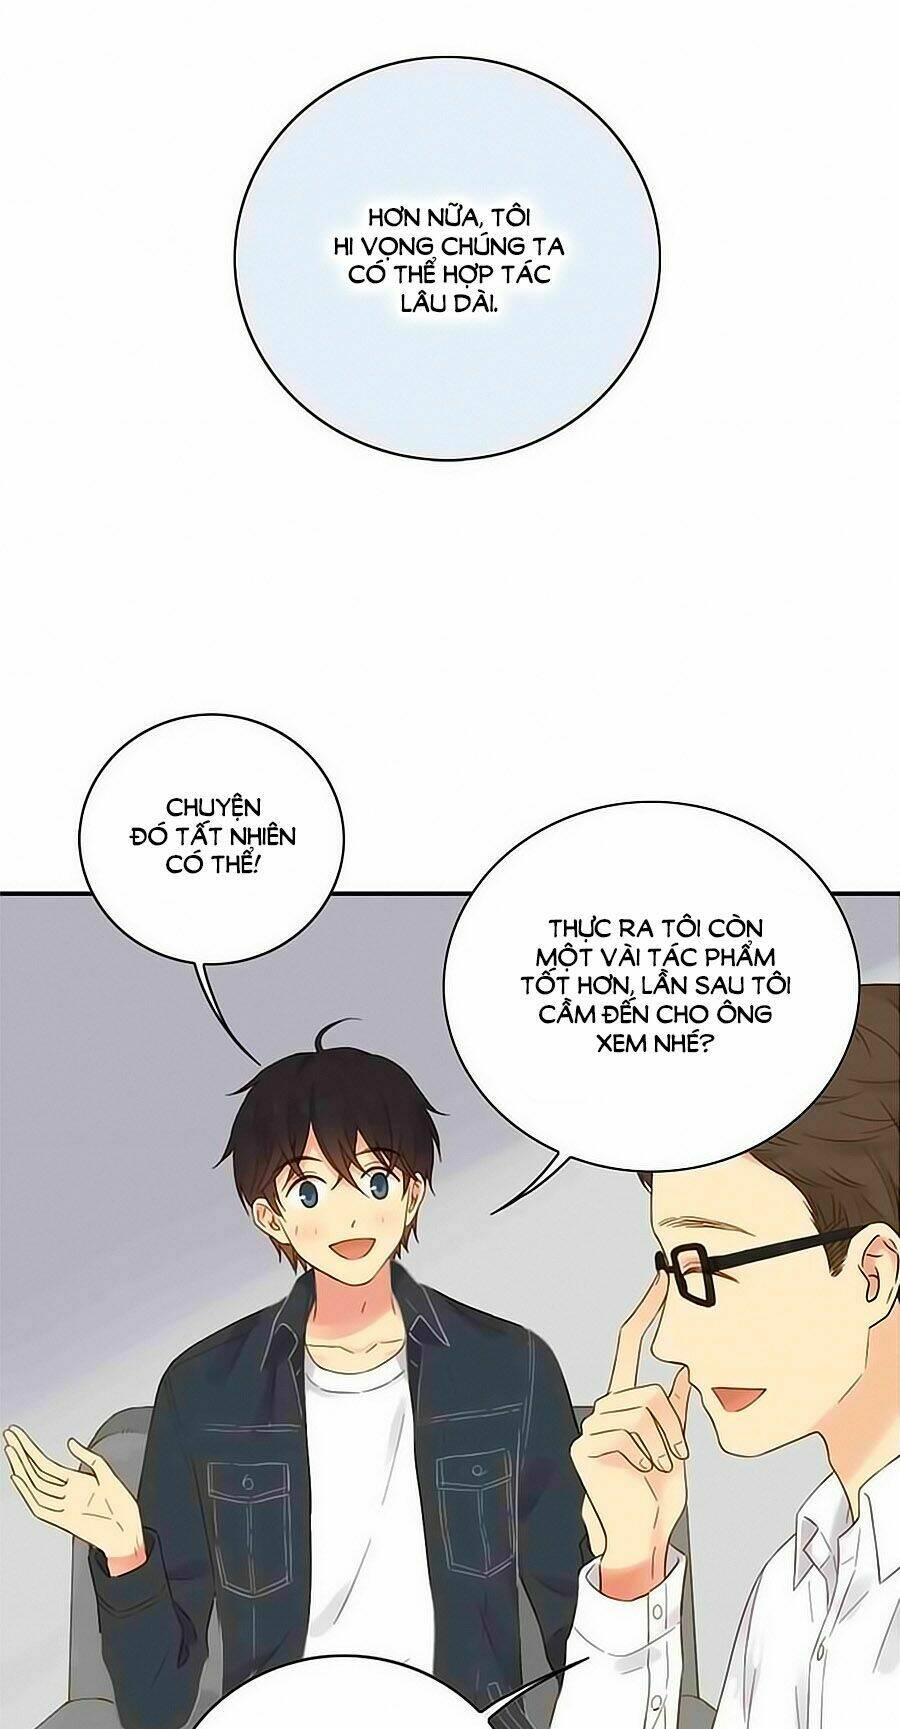 HƠN NỮA, TÔI
HI VỌNG CHÚNG TA
CÓ THỂ HỢP TÁC
LÂU DÀI.
CHUYỆN
ĐÓ TẤT NHIÊN
CÓ THỂ!
THỰC RA TÔI CÒN
MỘT VÀI TÁC PHẨM
TỐT HƠN, LẦN SAU TÔI
CẦM ĐẾN CHO ÔNG
XEM NHÉ?